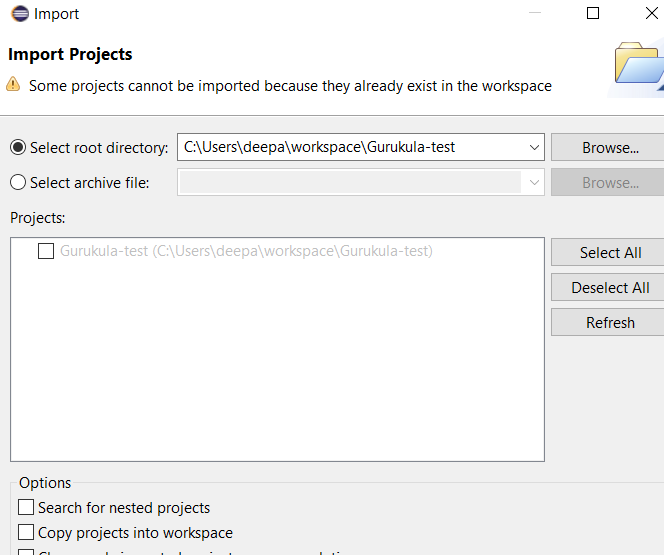 Import
Import Projects
Some projects cannot be imported because they already exist in the workspace
Select root directory: C:\Users\deepa\workspace\Gurukula-test Browse...
Select archive file: Browse...
Projects:
Gurukula-test (C:\Users\deepa\workspace\Gurukula-test)
Select All
Deselect All
Refresh
Options
Search for nested projects
Copy projects into workspace